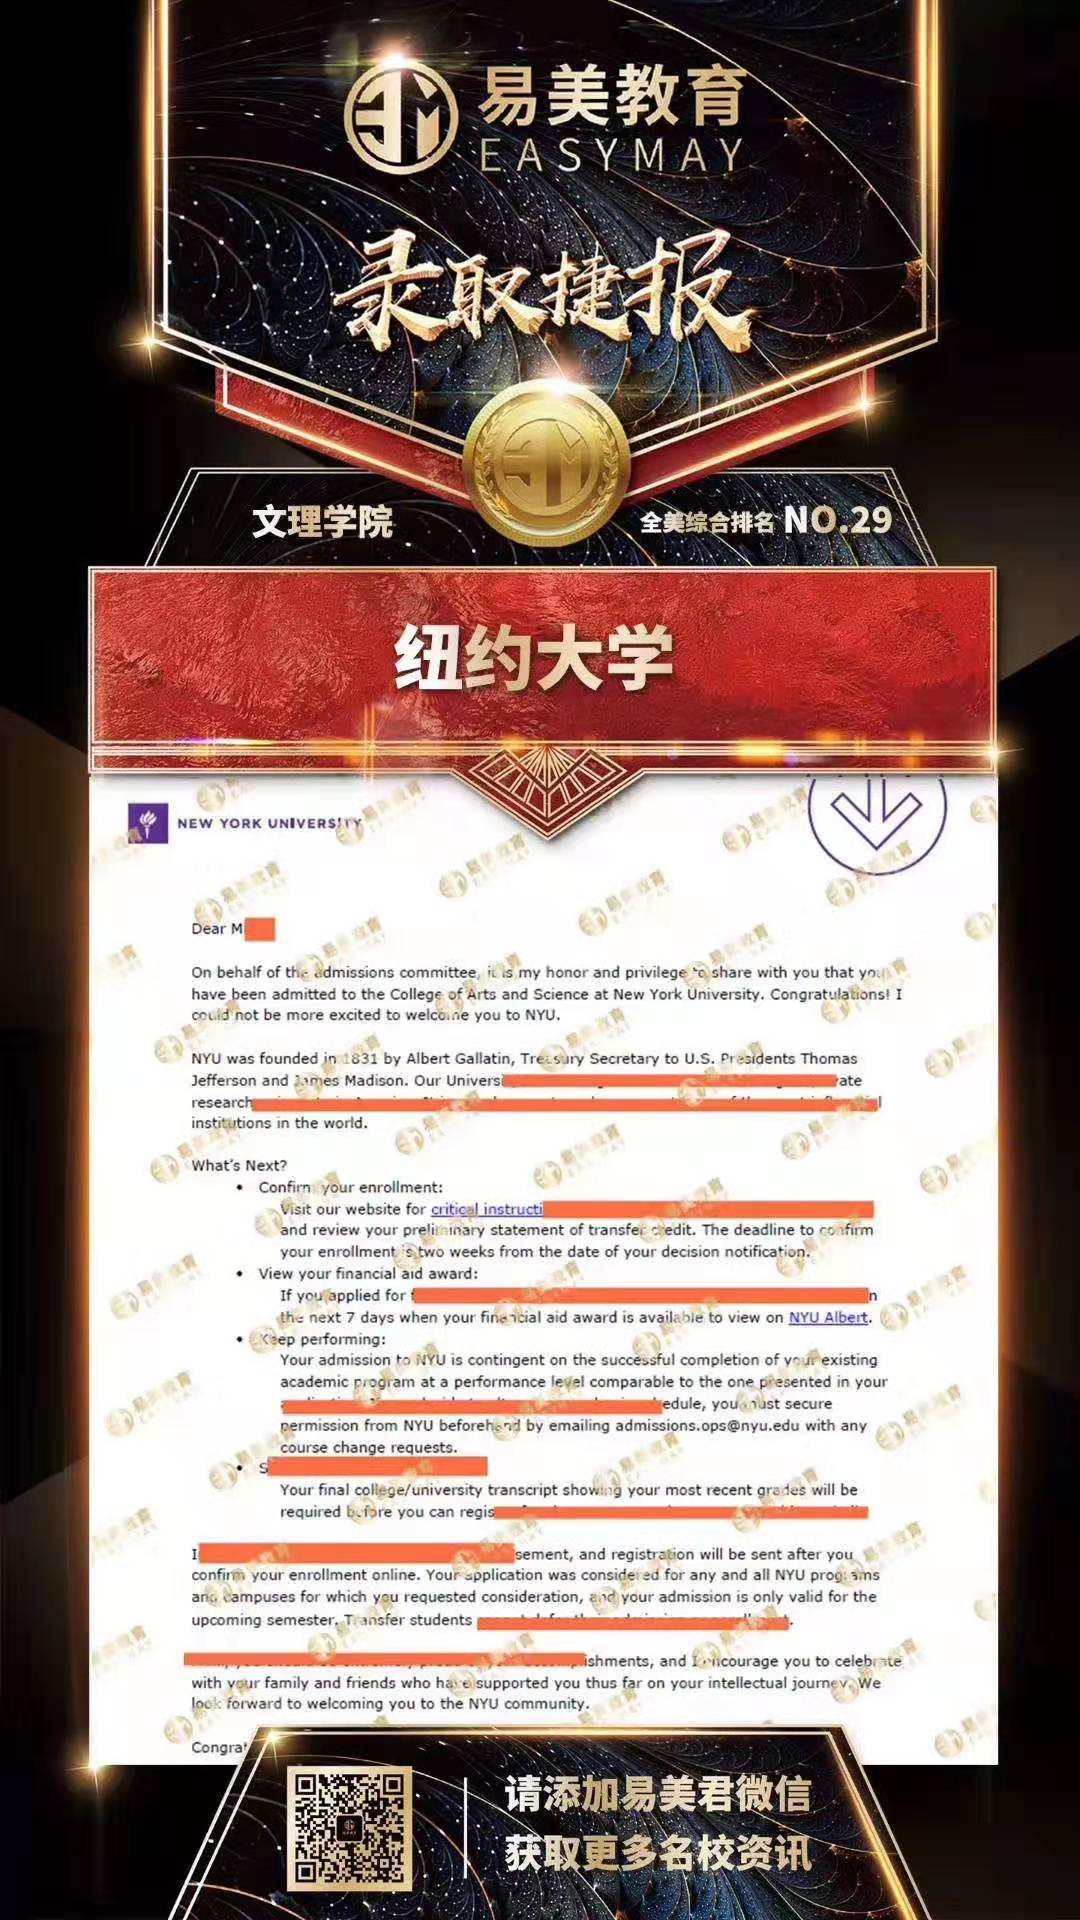 易美教育
EASYMAY
录取捷报
文理学院
全美综合排名 NO.29
纽约大学
NEW YORK UNIVERSITY
Dear M
On behalf of the admissions committee, it is my honor and privilege to share with you that you
have been admitted to the College of Arts and Science at New York University. Congratulations! I
could not be more excited to welcome you to NYU.
NYU was founded in 1831 by Albert Gallatin, Treasury Secretary to U.S. Presidents Thomas
Jefferson and James Madison. Our Universi
research
institutions in the world.
What's Next?
• Confirm your enrollment:
Visit our website for critical instructi
and review your preliminary statement of transfer credit. The deadline to confirm
your enrollment is two weeks from the date of your decision notification.
• View your financial aid award:
If you applied for
the next 7 days when your financial aid award is available to view on NYU Albert.
• Keep performing:
Your admission to NYU is contingent on the successful completion of your existing
academic program at a performance level comparable to the one presented in your
edule, you must secure
permission from NYU beforehand by emailing admissions.ops@nyu.edu with any
course change requests.
• S
Your final college/university transcript showing your most recent grades will be
required before you can regis
I sement, and registration will be sent after you
confirm your enrollment online. Your application was considered for any and all NYU programs
and campuses for which you requested consideration, and your admission is only valid for the
upcoming semester. Transfer students
ishments, and I encourage you to celebrate
with your family and friends who have supported you thus far on your intellectual journey. We
look forward to welcoming you to the NYU community.
Congrat
请添加易美君微信
获取更多名校资讯